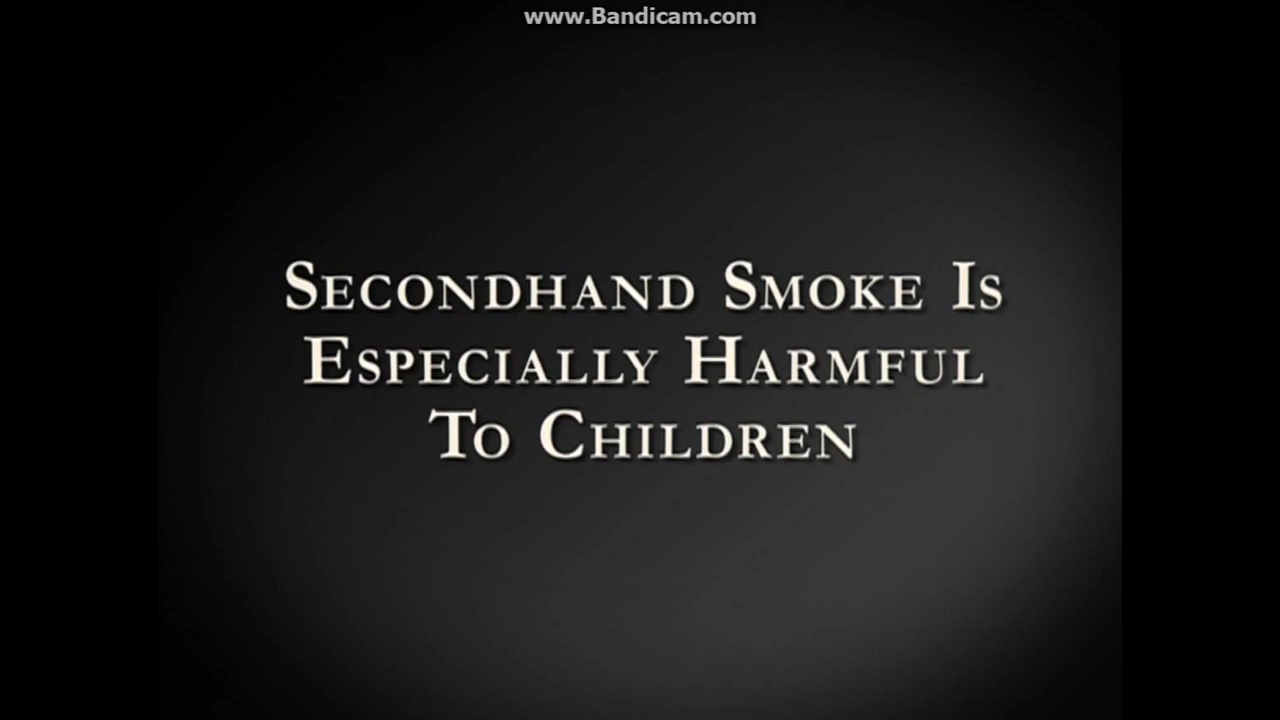 www.Bandicam.com
Secondhand Smoke Is
Especially Harmful
To Children